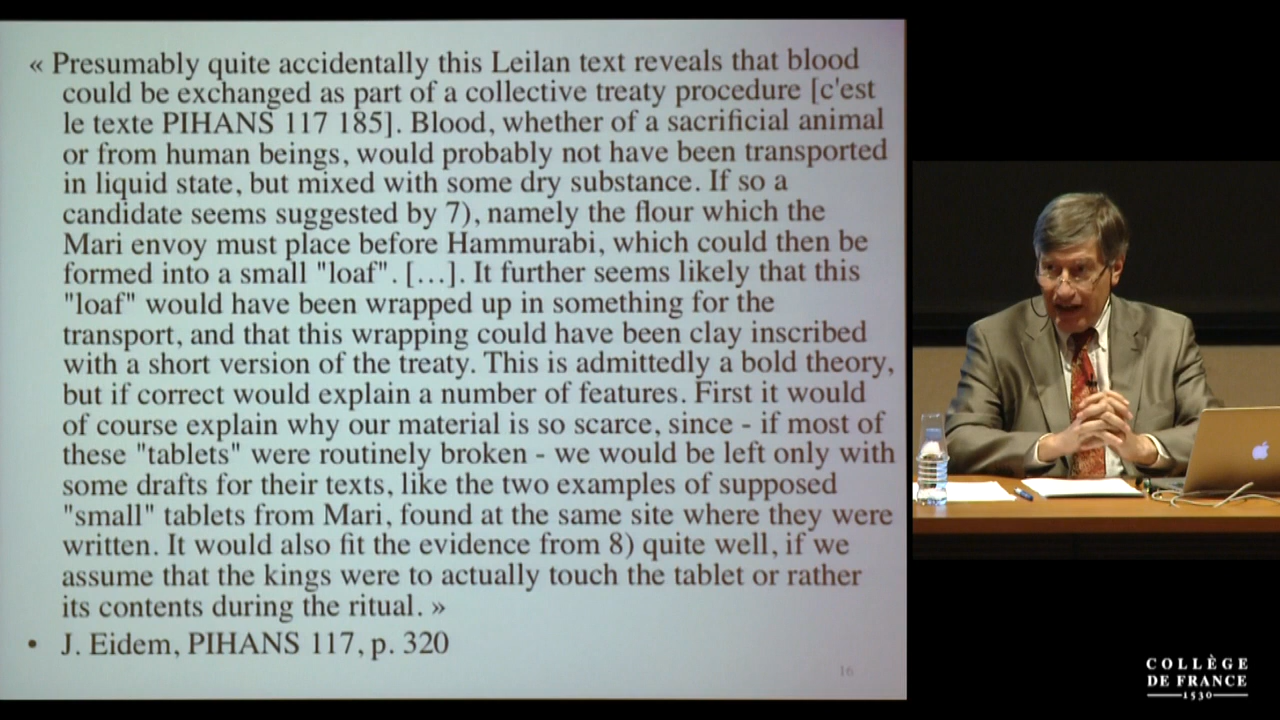 « Presumably quite accidentally this Leilan text reveals that blood
could be exchanged as part of a collective treaty procedure [c'est
le texte PIHANS 117 185]. Blood, whether of a sacrificial animal
or from human beings, would probably not have been transported
in liquid state, but mixed with some dry substance. If so a
candidate seems suggested by 7), namely the flour which the
Mari envoy must place before Hammurabi, which could then be
formed into a small "loaf". […]. It further seems likely that this
"loaf" would have been wrapped up in something for the
transport, and that this wrapping could have been clay inscribed
with a short version of the treaty. This is admittedly a bold theory,
but if correct would explain a number of features. First it would
of course explain why our material is so scarce, since - if most of
these "tablets" were routinely broken - we would be left only with
some drafts for their texts, like the two examples of supposed
"small" tablets from Mari, found at the same site where they were
written. It would also fit the evidence from 8) quite well, if we
assume that the kings were to actually touch the tablet or rather
its contents during the ritual. »
• J. Eidem, PIHANS 117, p. 320
16
COLLÈGE
DE FRANCE
1530